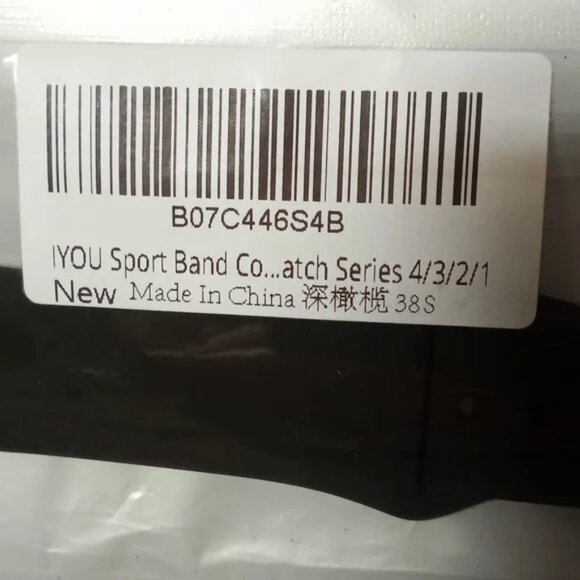 B07C446S4B
IYOU Sport Band Co...atch Series 4/3/2/1
New Made In China 深橄榄 38S